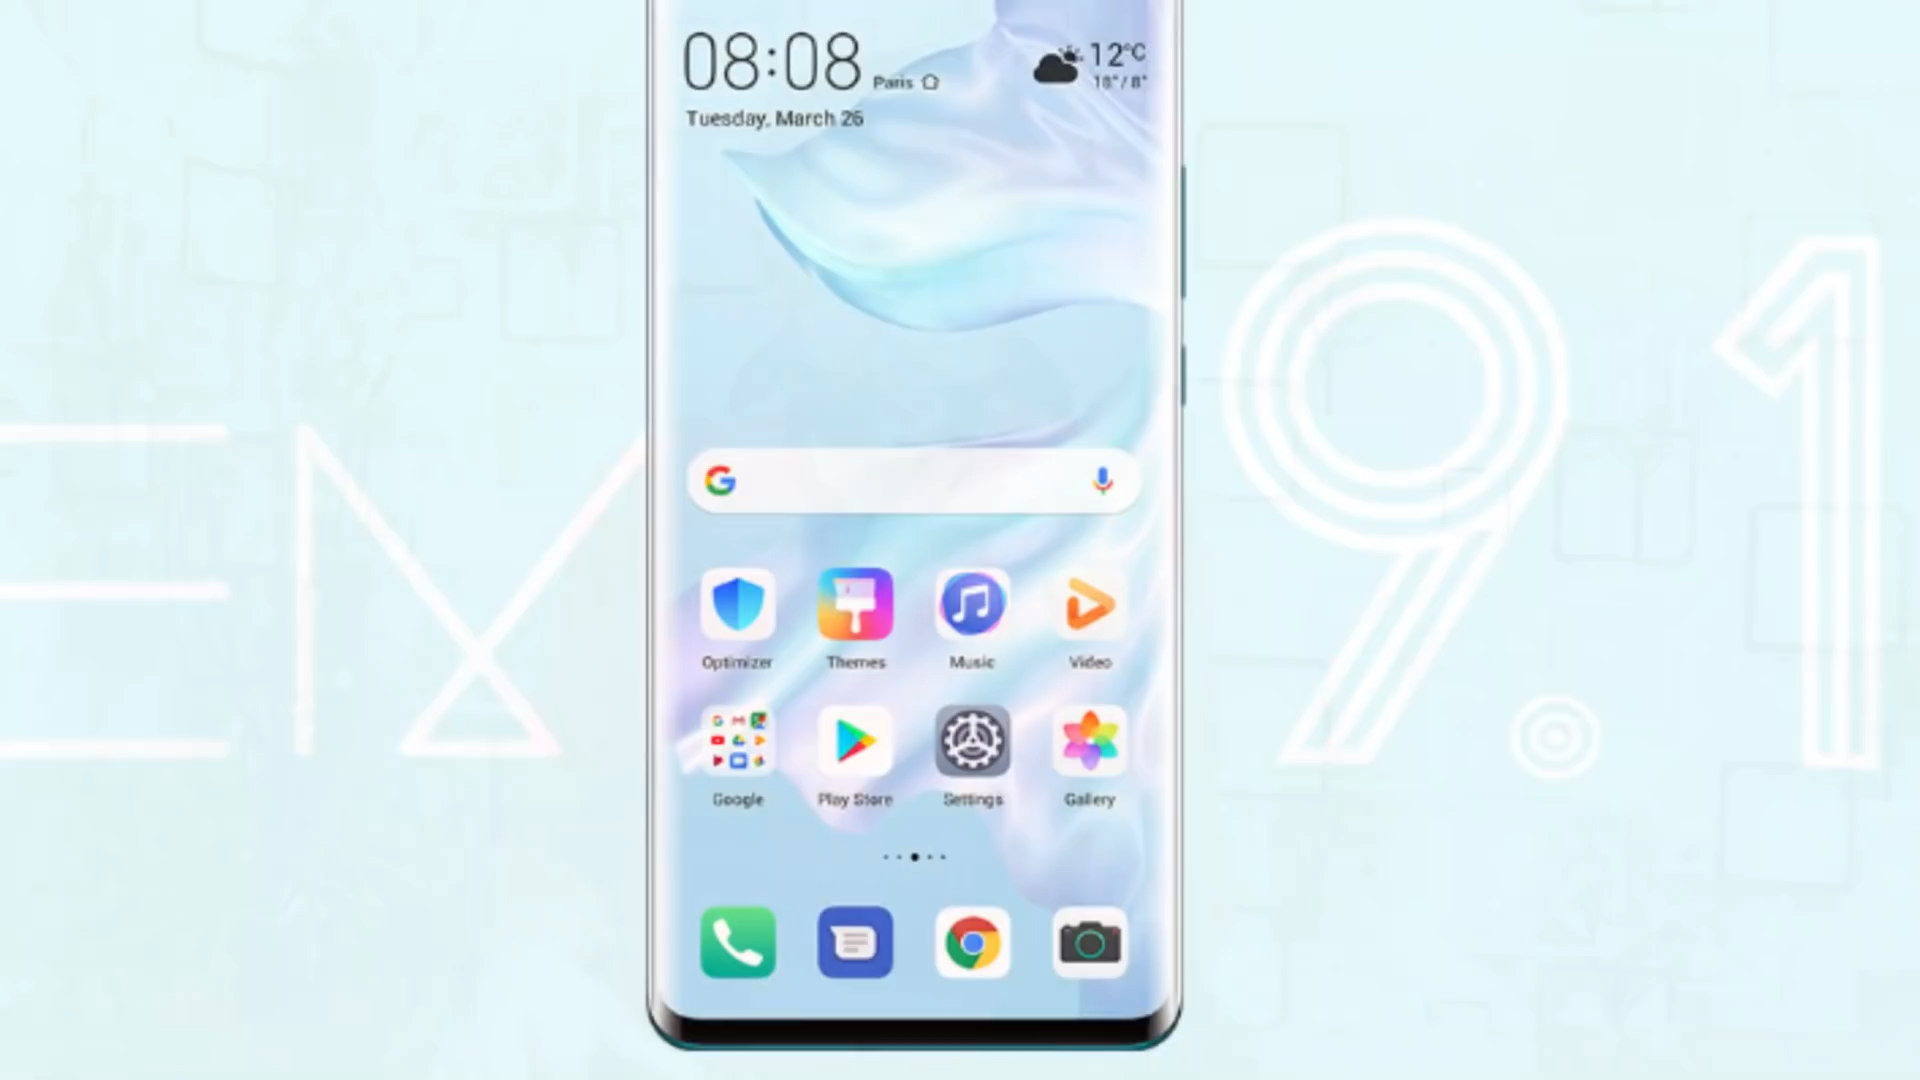 08:08 Paris 12°C
18°/8°
Tuesday, March 26
EM 9.1
G
Optimizer Themes Music Video
Google Play Store Settings Gallery